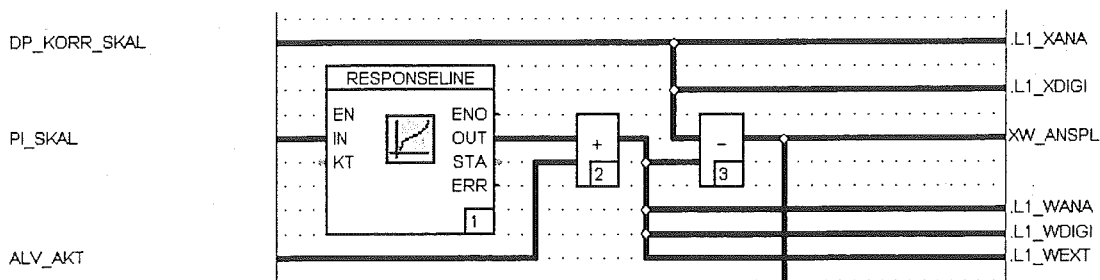 DP_KORR_SKAL
.L1_XANA
RESPONSELINE
.L1_XDIGI
EN ENO
PI_SKAL IN OUT + - XW_ANSPL
KT STA 2 3
ERR
1
.L1_WANA
.L1_WDIGI
ALV_AKT .L1_WEXT